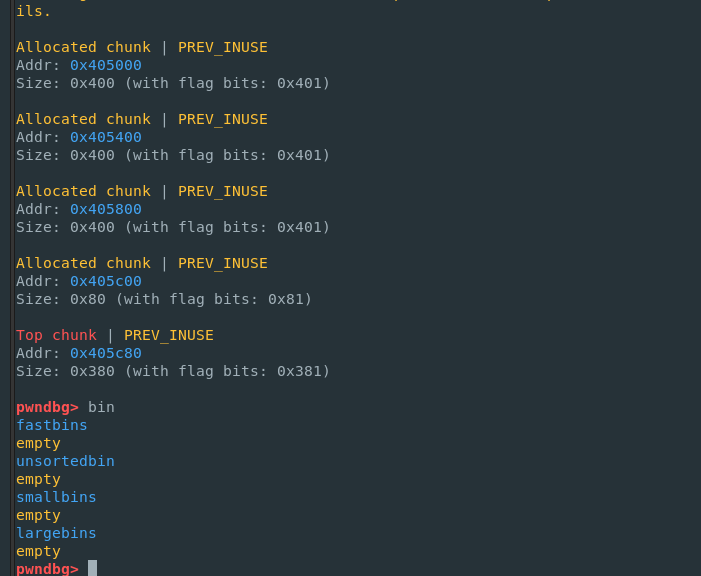 ils.
Allocated chunk | PREV_INUSE
Addr: 0x405000
Size: 0x400 (with flag bits: 0x401)
Allocated chunk | PREV_INUSE
Addr: 0x405400
Size: 0x400 (with flag bits: 0x401)
Allocated chunk | PREV_INUSE
Addr: 0x405800
Size: 0x400 (with flag bits: 0x401)
Allocated chunk | PREV_INUSE
Addr: 0x405c00
Size: 0x80 (with flag bits: 0x81)
Top chunk | PREV_INUSE
Addr: 0x405c80
Size: 0x380 (with flag bits: 0x381)
pwndbg> bin
fastbins
empty
unsortedbin
empty
smallbins
empty
largebins
empty
pwndbg>